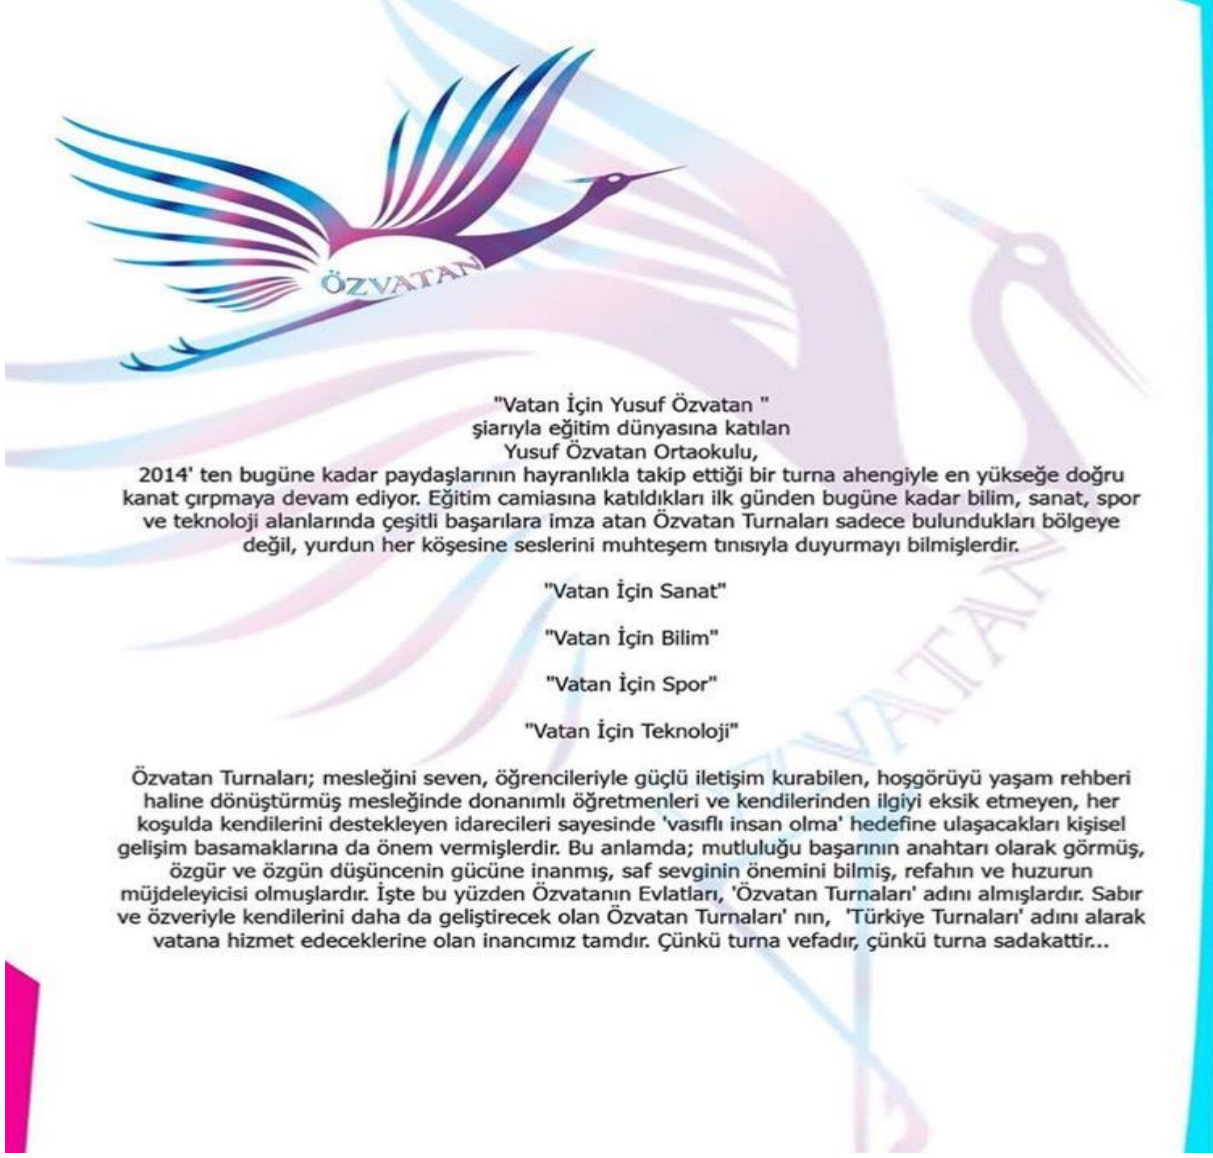 ÖZVATAN
"Vatan İçin Yusuf Özvatan "
şiarıyla eğitim dünyasına katılan
Yusuf Özvatan Ortaokulu,
2014' ten bugüne kadar paydaşlarının hayranlıkla takip ettiği bir turna ahengiyle en yükseğe doğru
kanat çırpmaya devam ediyor. Eğitim camiasına katıldıkları ilk günden bugüne kadar bilim, sanat, spor
ve teknoloji alanlarında çeşitli başarılara imza atan Özvatan Turnaları sadece bulundukları bölgeye
değil, yurdun her köşesine seslerini muhteşem tınısıyla duyurmayı bilmişlerdir.
"Vatan İçin Sanat"
"Vatan İçin Bilim"
"Vatan İçin Spor"
"Vatan İçin Teknoloji"
Özvatan Turnaları; mesleğini seven, öğrencileriyle güçlü iletişim kurabilen, hoşgörüyü yaşam rehberi
haline dönüştürmüş mesleğinde donanımlı öğretmenleri ve kendilerinden ilgiyi eksik etmeyen, her
koşulda kendilerini destekleyen idarecileri sayesinde 'vasıflı insan olma' hedefine ulaşacakları kişisel
gelişim basamaklarına da önem vermişlerdir. Bu anlamda; mutluluğu başarının anahtarı olarak görmüş,
özgür ve özgün düşüncenin gücüne inanmış, saf sevginin önemini bilmiş, refahın ve huzurun
müjdeleyicisi olmuşlardır. İşte bu yüzden Özvatanın Evlatları, 'Özvatan Turnaları' adını almışlardır. Sabır
ve özveriyle kendilerini daha da geliştirecek olan Özvatan Turnaları' nın,  'Türkiye Turnaları' adını alarak
vatana hizmet edeceklerine olan inancımız tamdır. Çünkü turna vefadır, çünkü turna sadakattir...
ÖZVATAN